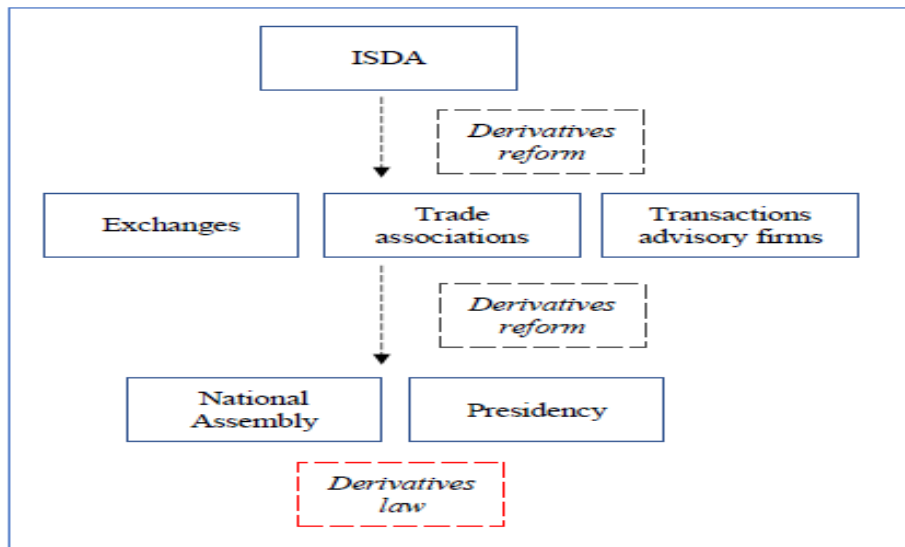 ISDA
Derivatives
reform
Exchanges
Trade
associations
Transactions
advisory firms
Derivatives
reform
National
Assembly
Presidency
Derivatives
law